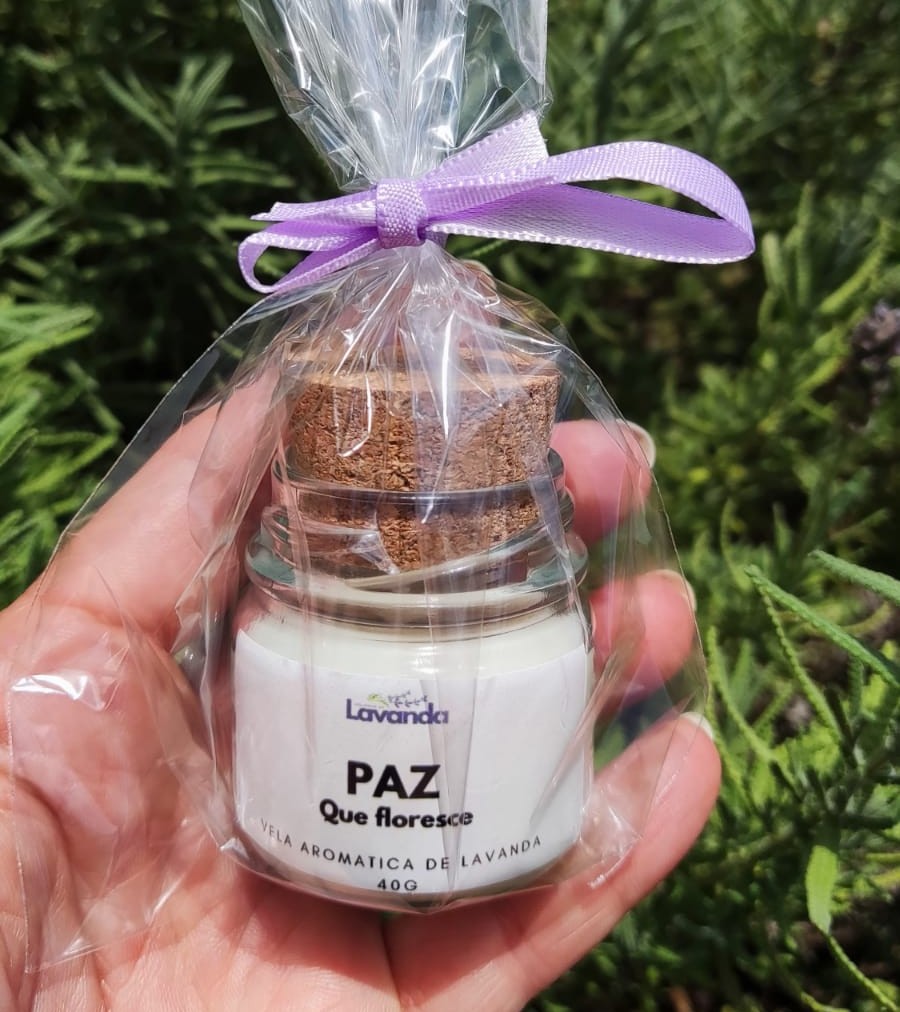 Lavanda
PAZ
Que floresce
VELA AROMATICA DE LAVANDA
40G